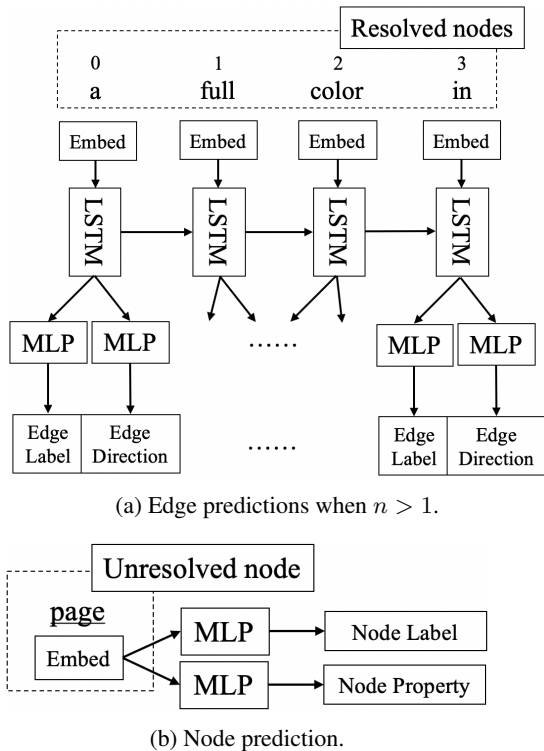 Resolved nodes
0 1 2 3
a full color in
Embed Embed Embed Embed
LSTM LSTM LSTM LSTM
MLP MLP ...... MLP MLP
Edge Label Edge Direction ...... Edge Label Edge Direction
(a) Edge predictions when n > 1.
Unresolved node
page
Embed
MLP Node Label
MLP Node Property
(b) Node prediction.